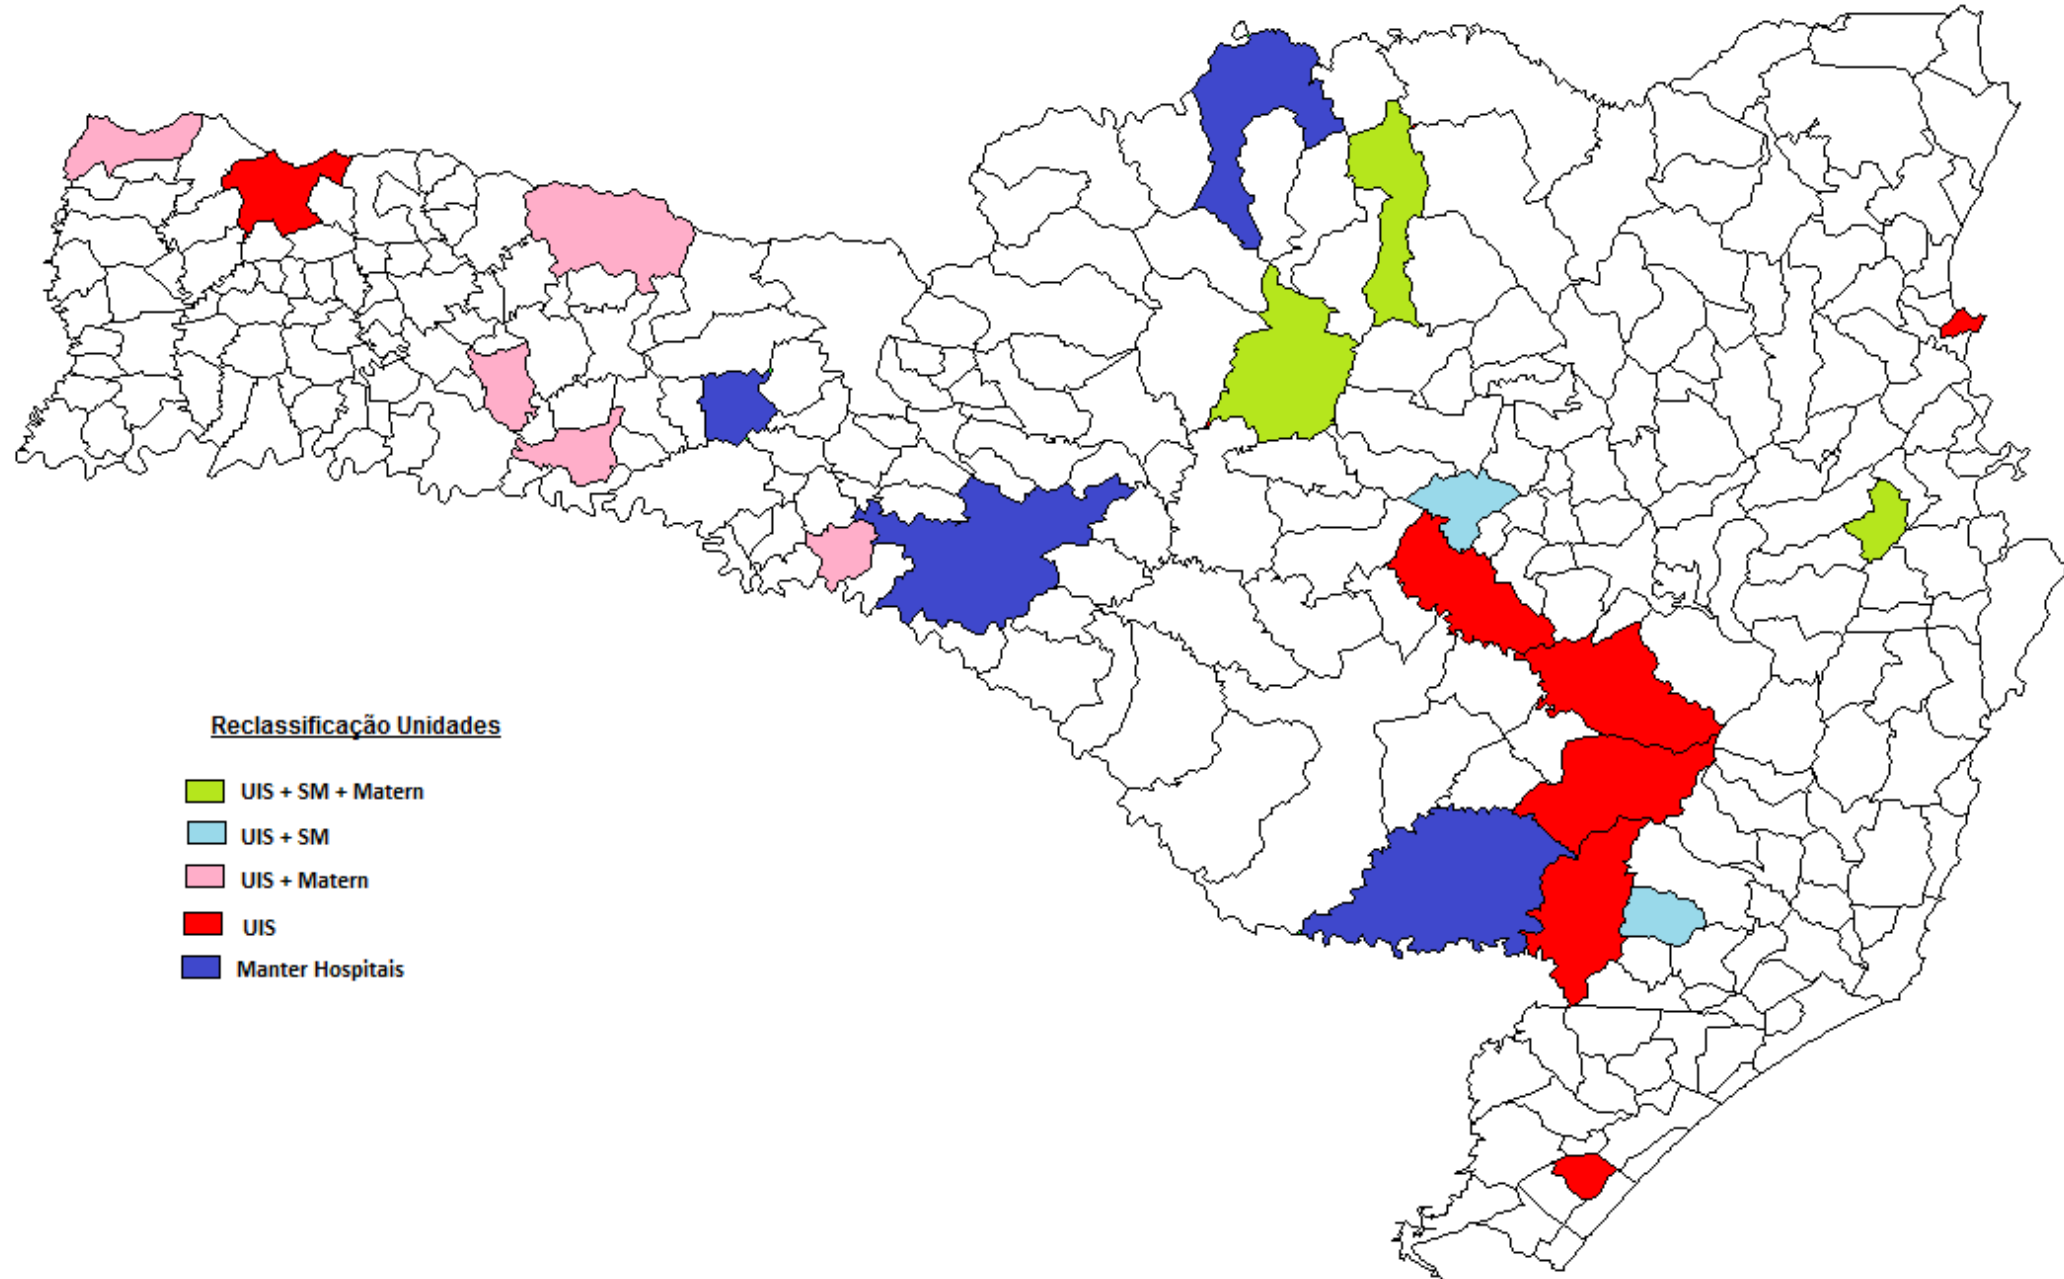 Reclassificação Unidades
UIS + SM + Matern
UIS + SM
UIS + Matern
UIS
Manter Hospitais